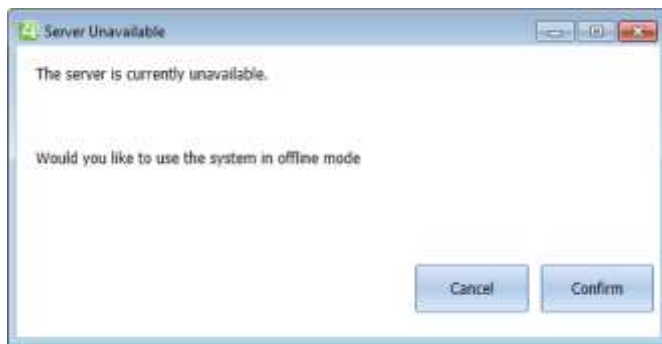 Server Unavailable
The server is currently unavailable.
Would you like to use the system in offline mode
Cancel Confirm